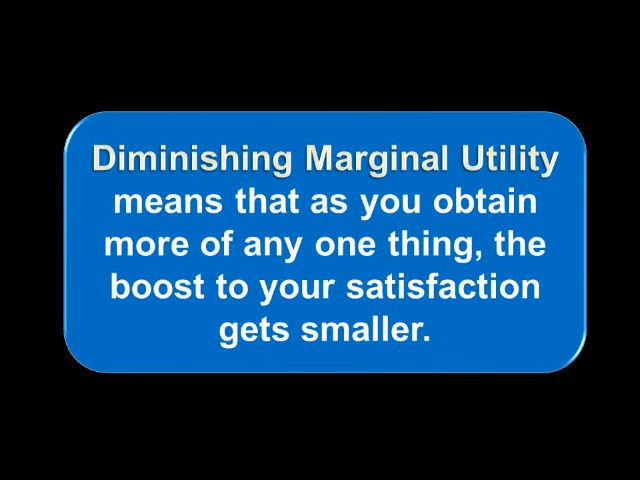 Diminishing Marginal Utility
means that as you obtain
more of any one thing, the
boost to your satisfaction
gets smaller.